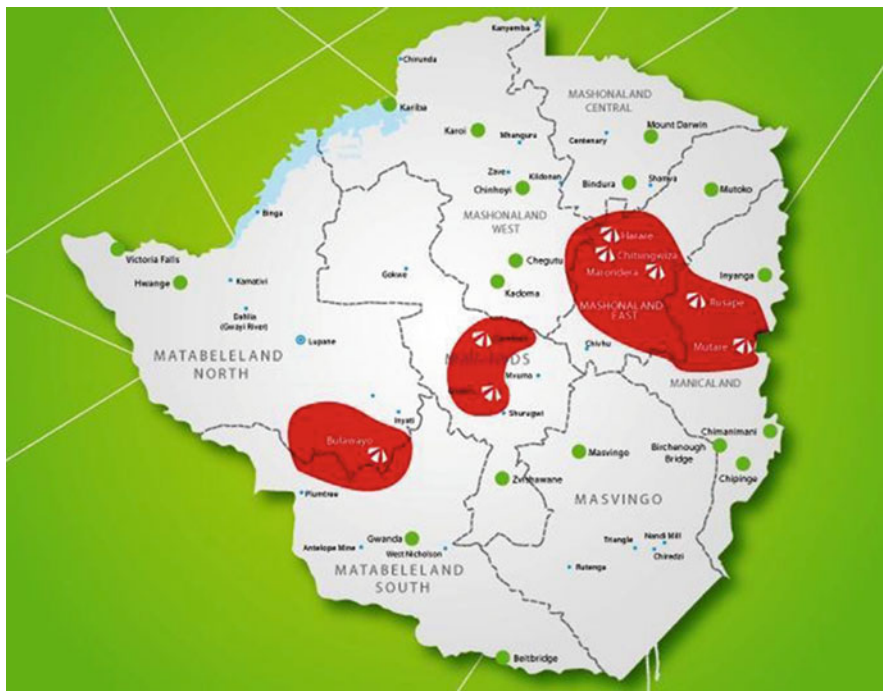 Kanyemba
Chirundu
MASHONALAND
CENTRAL
Kariba
Karoi
Mhangura
Centenary
Mount Darwin
Zave
Kildonan
Chinhoyi
Bindura
Shamva
Mutoko
MASHONALAND
WEST
Binga
Harare
Chitungwiza
Marondera
Victoria Falls
Hwange
Kamativi
Gokwe
Chegutu
Kadoma
Inyanga
Dahlia
(Gwayi River)
MASHONALAND
EAST
Rusape
Lupane
Mutare
MATABELELAND
NORTH
Chivhu
Mvuma
MANICALAND
Inyati
Shurugwi
Bulawayo
Masvingo
Birchenough
Bridge
Chimanimani
Chipinge
Zvishawane
MASVINGO
Plumtree
Gwanda
Antelope Mine
West Nicholson
Triangle
Nandi Mill
Chiredzi
Rutenga
MATABELELAND
SOUTH
Beitbridge